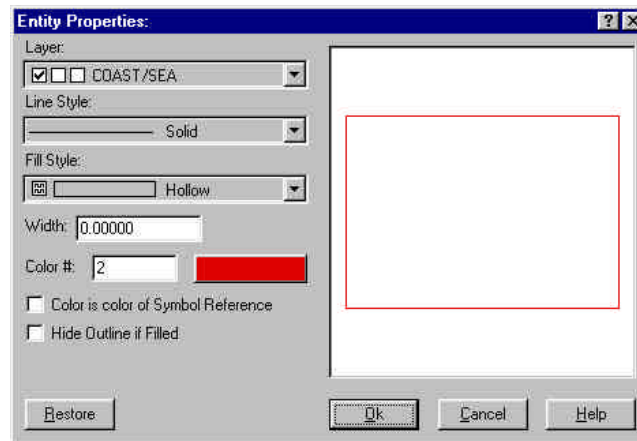 Entity Properties:
Layer:
COAST/SEA
Line Style:
Solid
Fill Style:
Hollow
Width: 0.00000
Color #: 2
Color is color of Symbol Reference
Hide Outline if Filled
Restore
Ok
Cancel
Help